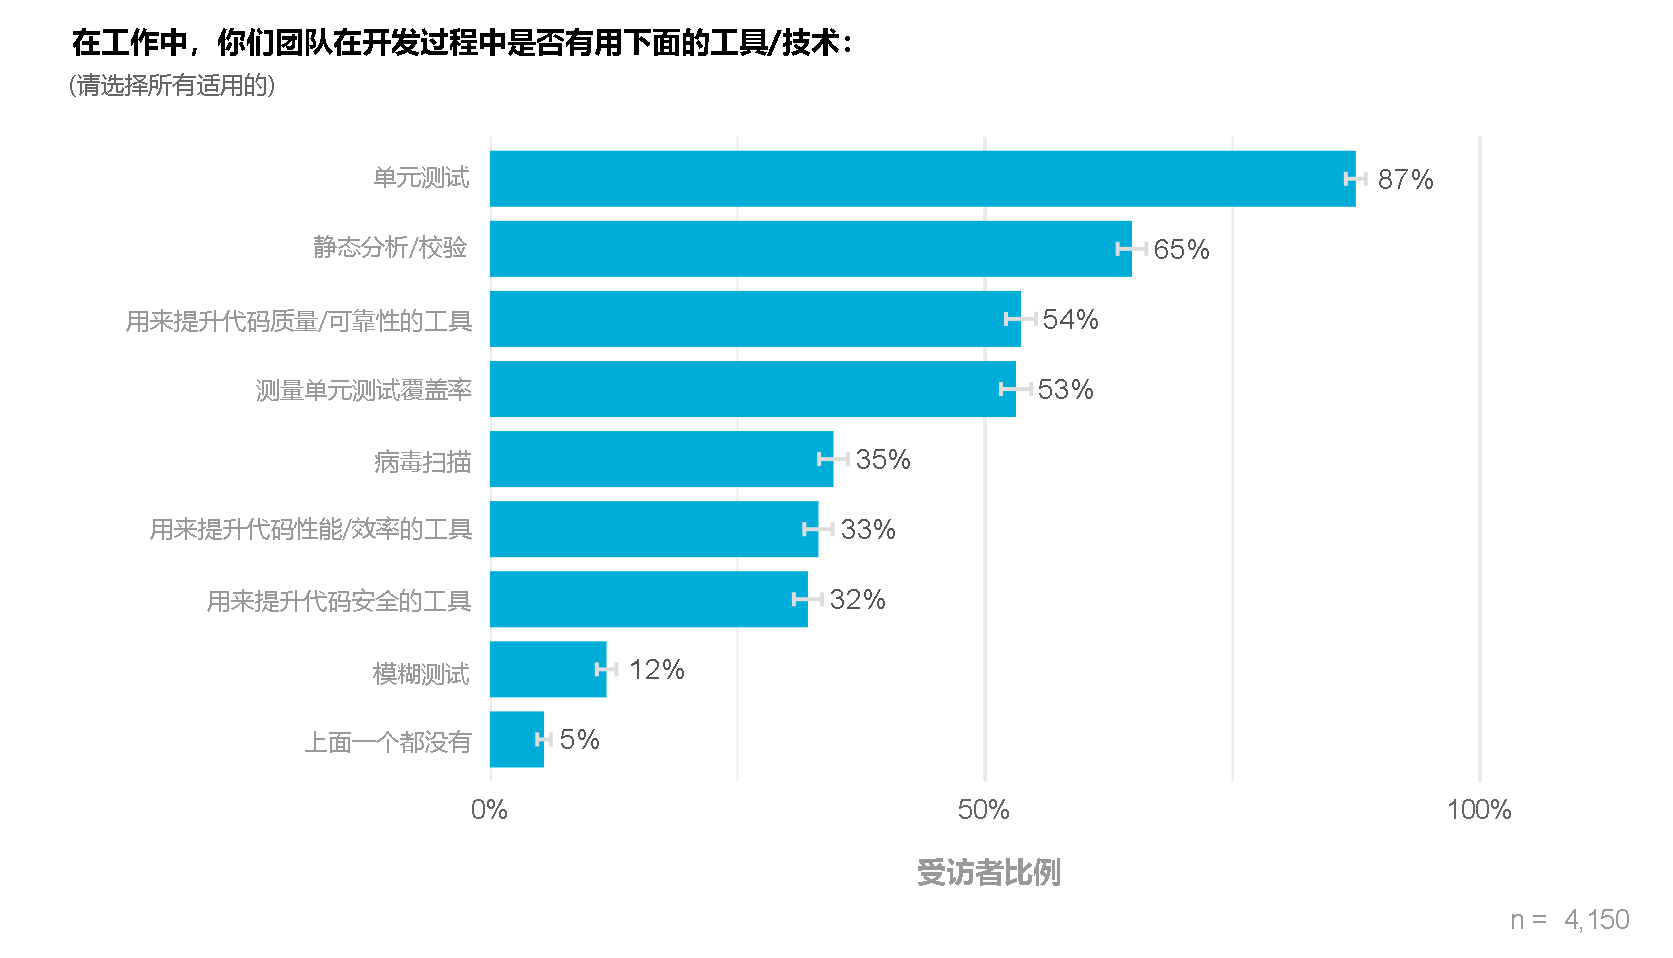 在工作中，你们团队在开发过程中是否有用下面的工具/技术：
(请选择所有适用的)
单元测试 87%
静态分析/校验 65%
用来提升代码质量/可靠性的工具 54%
测量单元测试覆盖率 53%
病毒扫描 35%
用来提升代码性能/效率的工具 33%
用来提升代码安全的工具 32%
模糊测试 12%
上面一个都没有 5%
0% 50% 100%
受访者比例
n = 4,150